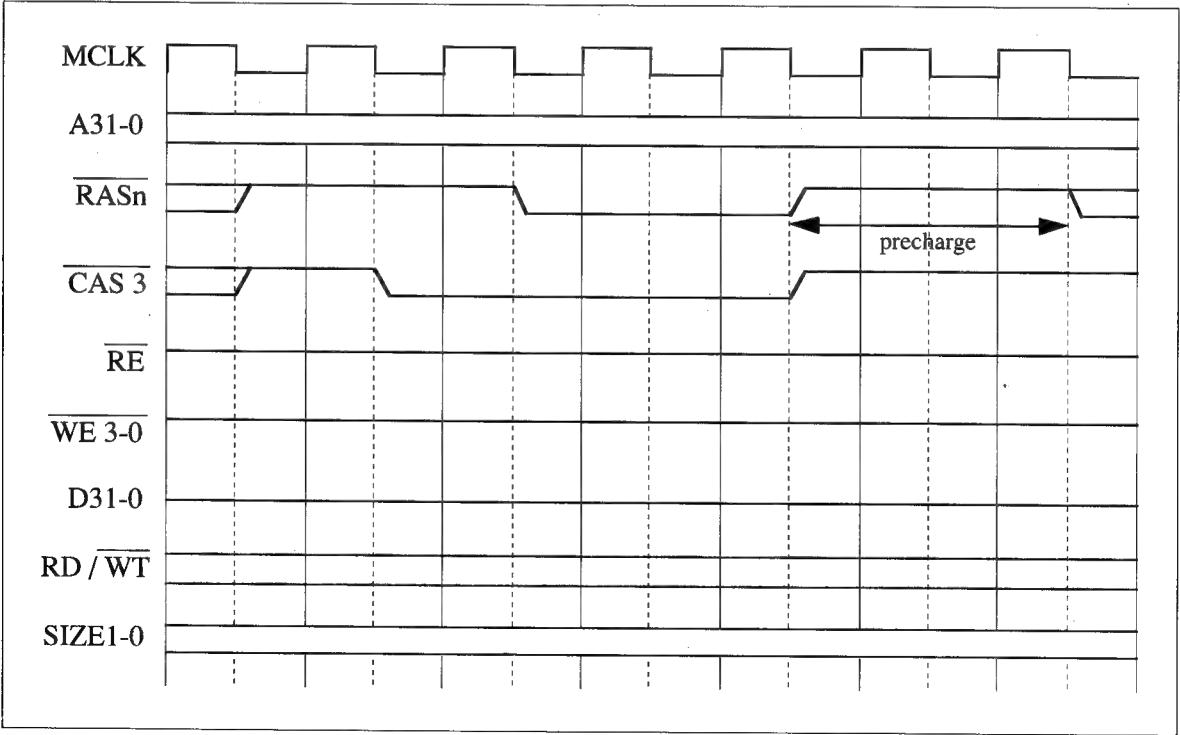 MCLK
A31-0
RASn
precharge
CAS 3
RE
WE 3-0
D31-0
RD / WT
SIZE1-0